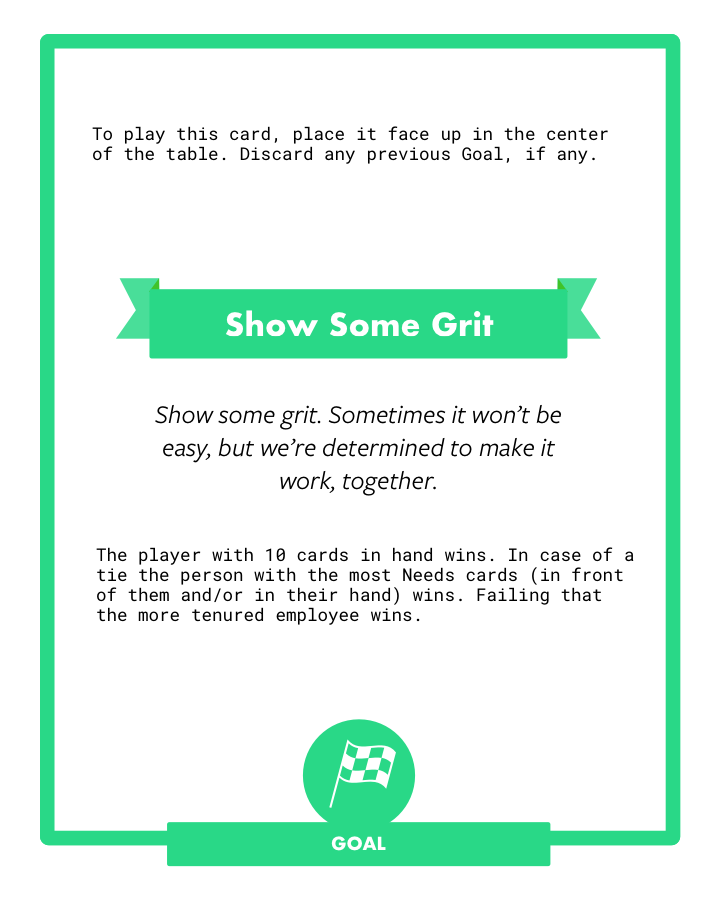 To play this card, place it face up in the center
of the table. Discard any previous Goal, if any.
Show Some Grit
Show some grit. Sometimes it won’t be
easy, but we’re determined to make it
work, together.
The player with 10 cards in hand wins. In case of a
tie the person with the most Needs cards (in front
of them and/or in their hand) wins. Failing that
the more tenured employee wins.
GOAL